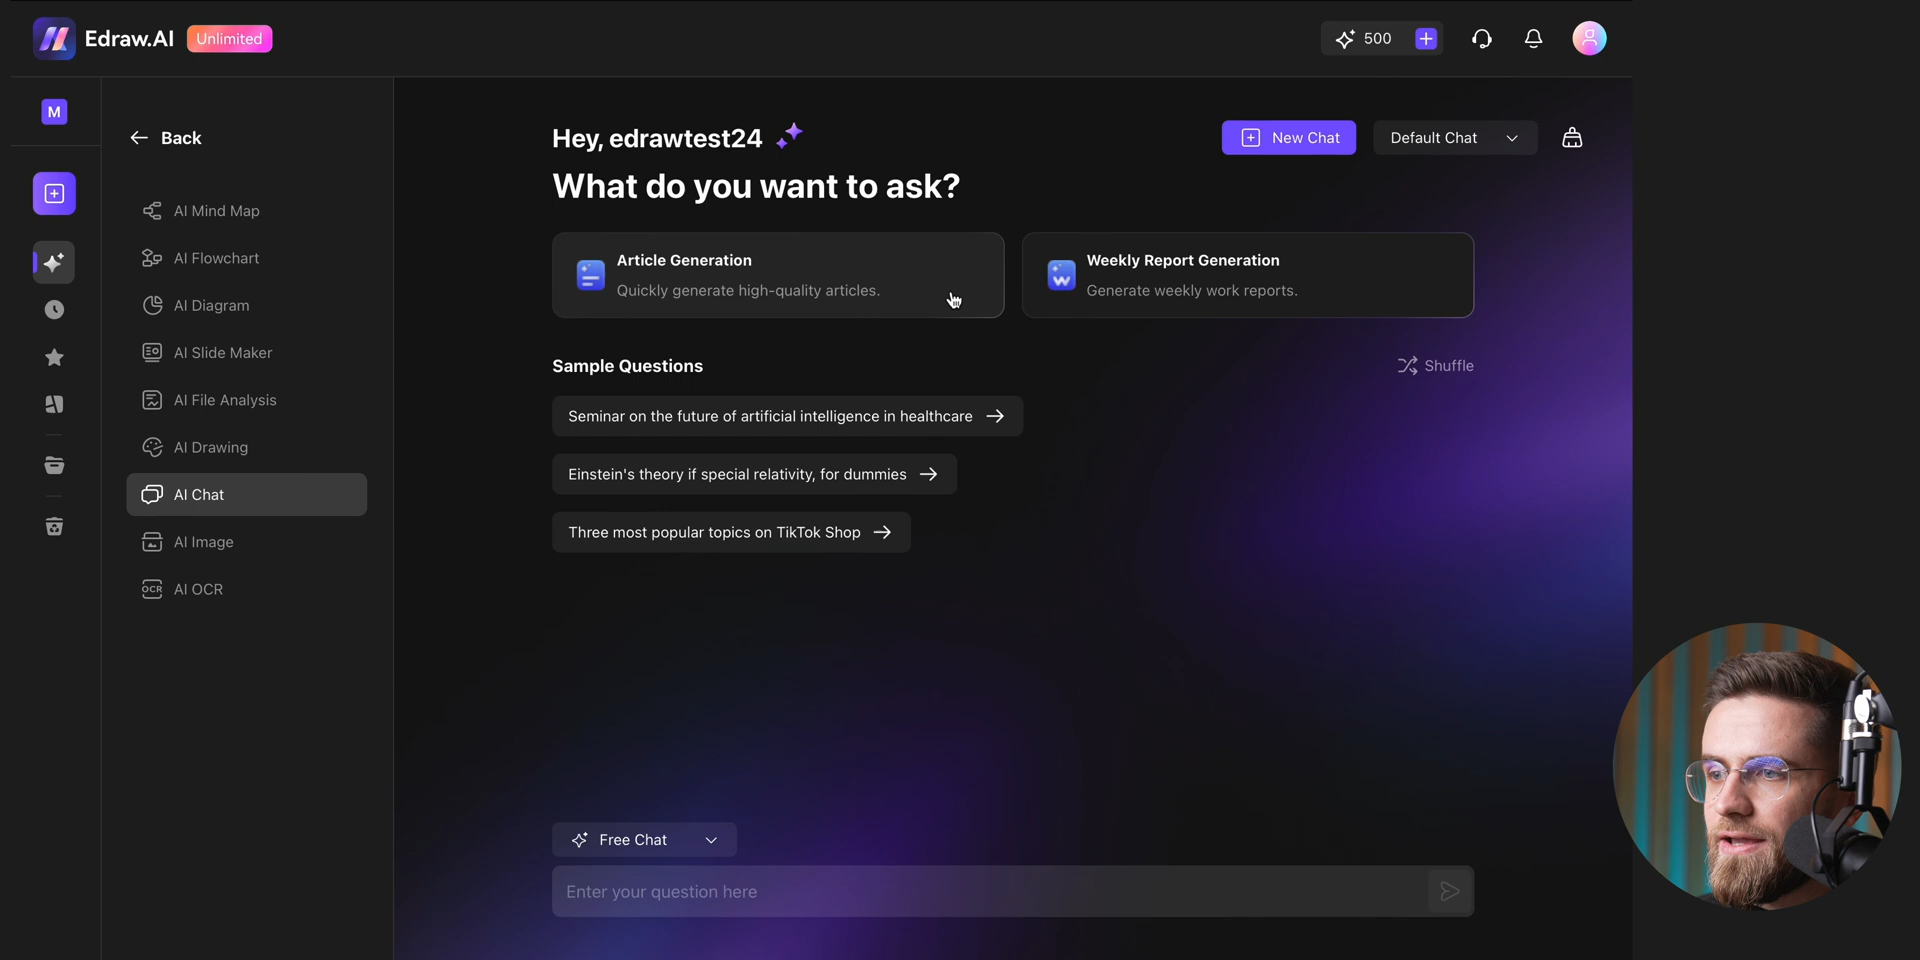 Edraw.AI Unlimited
500
M
Back
AI Mind Map
AI Flowchart
AI Diagram
AI Slide Maker
AI File Analysis
AI Drawing
AI Chat
AI Image
OCR AI OCR
Hey, edrawtest24
New Chat
Default Chat
What do you want to ask?
Article Generation
Quickly generate high-quality articles.
W
Weekly Report Generation
Generate weekly work reports.
Sample Questions
Shuffle
Seminar on the future of artificial intelligence in healthcare
Einstein's theory if special relativity, for dummies
Three most popular topics on TikTok Shop
Free Chat
Enter your question here